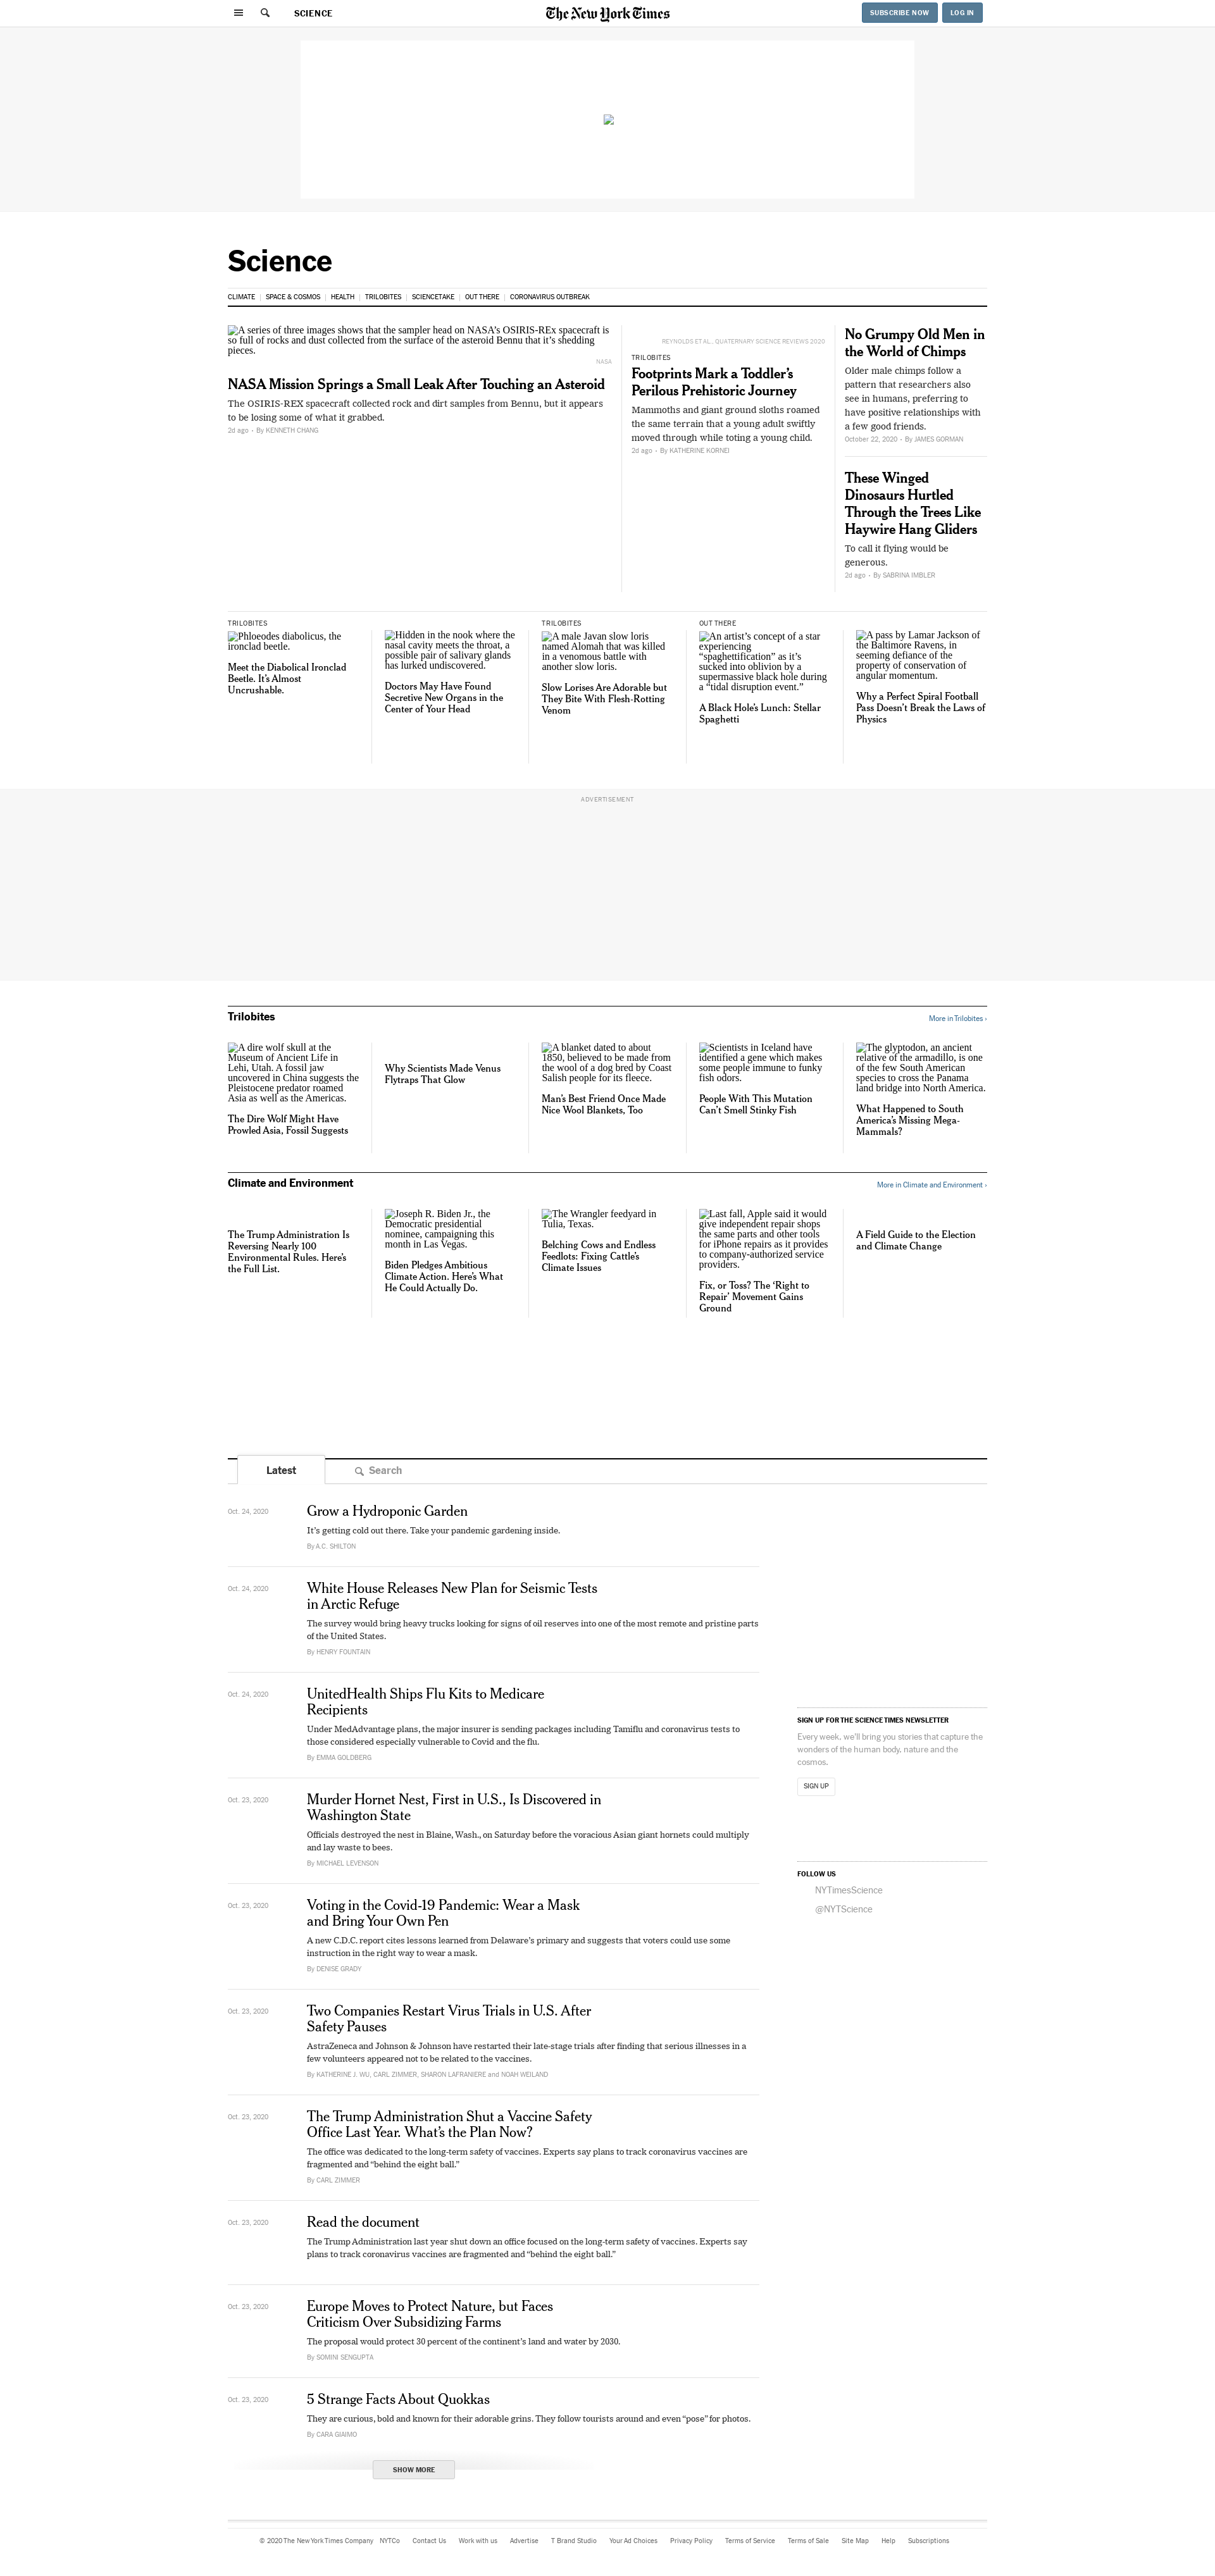 SCIENCE
The New York Times
SUBSCRIBE NOW
LOG IN
Science
CLIMATE
SPACE & COSMOS
HEALTH
TRILOBITES
SCIENCETAKE
OUT THERE
CORONAVIRUS OUTBREAK
A series of three images shows that the sampler head on NASA's OSIRIS-REx spacecraft is
so full of rocks and dust collected from the surface of the asteroid Bennu that it's shedding
pieces.
NASA
NASA Mission Springs a Small Leak After Touching an Asteroid
The OSIRIS-REX spacecraft collected rock and dirt samples from Bennu, but it appears
to be losing some of what it grabbed.
2d ago • By KENNETH CHANG
REYNOLDS ET AL., QUATERNARY SCIENCE REVIEWS 2020
TRILOBITES
Footprints Mark a Toddler's
Perilous Prehistoric Journey
Mammoths and giant ground sloths roamed
the same terrain that a young adult swiftly
moved through while toting a young child.
2d ago • By KATHERINE KORNEI
No Grumpy Old Men in
the World of Chimps
Older male chimps follow a
pattern that researchers also
see in humans, preferring to
have positive relationships with
a few good friends.
October 22, 2020 • By JAMES GORMAN
These Winged
Dinosaurs Hurtled
Through the Trees Like
Haywire Hang Gliders
To call it flying would be
generous.
2d ago • By SABRINA IMBLER
TRILOBITES
Phloeodes diabolicus, the
ironclad beetle.
Meet the Diabolical Ironclad
Beetle. It's Almost
Uncrushable.
Hidden in the nook where the
nasal cavity meets the throat, a
possible pair of salivary glands
has lurked undiscovered.
Doctors May Have Found
Secretive New Organs in the
Center of Your Head
TRILOBITES
A male Javan slow loris
named Alomah that was killed
in a venomous battle with
another slow loris.
Slow Lorises Are Adorable but
They Bite With Flesh-Rotting
Venom
OUT THERE
An artist's concept of a star
experiencing
“spaghettification” as it's
sucked into oblivion by a
supermassive black hole during
a “tidal disruption event.”
A Black Hole's Lunch: Stellar
Spaghetti
A pass by Lamar Jackson of
the Baltimore Ravens, in
seeming defiance of the
property of conservation of
angular momentum.
Why a Perfect Spiral Football
Pass Doesn't Break the Laws of
Physics
ADVERTISEMENT
Trilobites
More in Trilobites ›
A dire wolf skull at the
Museum of Ancient Life in
Lehi, Utah. A fossil jaw
uncovered in China suggests the
Pleistocene predator roamed
Asia as well as the Americas.
The Dire Wolf Might Have
Prowled Asia, Fossil Suggests
Why Scientists Made Venus
Flytraps That Glow
A blanket dated to about
1850, believed to be made from
the wool of a dog bred by Coast
Salish people for its fleece.
Man's Best Friend Once Made
Nice Wool Blankets, Too
Scientists in Iceland have
identified a gene which makes
some people immune to funky
fish odors.
People With This Mutation
Can't Smell Stinky Fish
The glyptodon, an ancient
relative of the armadillo, is one
of the few South American
species to cross the Panama
land bridge into North America.
What Happened to South
America's Missing Mega-
Mammals?
Climate and Environment
More in Climate and Environment ›
The Trump Administration Is
Reversing Nearly 100
Environmental Rules. Here's
the Full List.
Joseph R. Biden Jr., the
Democratic presidential
nominee, campaigning this
month in Las Vegas.
Biden Pledges Ambitious
Climate Action. Here's What
He Could Actually Do.
The Wrangler feedyard in
Tulia, Texas.
Belching Cows and Endless
Feedlots: Fixing Cattle's
Climate Issues
Last fall, Apple said it would
give independent repair shops
the same parts and other tools
for iPhone repairs as it provides
to company-authorized service
providers.
Fix, or Toss? The ‘Right to
Repair’ Movement Gains
Ground
A Field Guide to the Election
and Climate Change
Latest
Search
Oct. 24, 2020
Grow a Hydroponic Garden
It's getting cold out there. Take your pandemic gardening inside.
By A.C. SHILTON
Oct. 24, 2020
White House Releases New Plan for Seismic Tests
in Arctic Refuge
The survey would bring heavy trucks looking for signs of oil reserves into one of the most remote and pristine parts
of the United States.
By HENRY FOUNTAIN
Oct. 24, 2020
UnitedHealth Ships Flu Kits to Medicare
Recipients
Under MedAdvantage plans, the major insurer is sending packages including Tamiflu and coronavirus tests to
those considered especially vulnerable to Covid and the flu.
By EMMA GOLDBERG
Oct. 23, 2020
Murder Hornet Nest, First in U.S., Is Discovered in
Washington State
Officials destroyed the nest in Blaine, Wash., on Saturday before the voracious Asian giant hornets could multiply
and lay waste to bees.
By MICHAEL LEVENSON
Oct. 23, 2020
Voting in the Covid-19 Pandemic: Wear a Mask
and Bring Your Own Pen
A new C.D.C. report cites lessons learned from Delaware's primary and suggests that voters could use some
instruction in the right way to wear a mask.
By DENISE GRADY
Oct. 23, 2020
Two Companies Restart Virus Trials in U.S. After
Safety Pauses
AstraZeneca and Johnson & Johnson have restarted their late-stage trials after finding that serious illnesses in a
few volunteers appeared not to be related to the vaccines.
By KATHERINE J. WU, CARL ZIMMER, SHARON LAFRANIERE and NOAH WEILAND
Oct. 23, 2020
The Trump Administration Shut a Vaccine Safety
Office Last Year. What's the Plan Now?
The office was dedicated to the long-term safety of vaccines. Experts say plans to track coronavirus vaccines are
fragmented and “behind the eight ball.”
By CARL ZIMMER
Oct. 23, 2020
Read the document
The Trump Administration last year shut down an office focused on the long-term safety of vaccines. Experts say
plans to track coronavirus vaccines are fragmented and “behind the eight ball.”
Oct. 23, 2020
Europe Moves to Protect Nature, but Faces
Criticism Over Subsidizing Farms
The proposal would protect 30 percent of the continent's land and water by 2030.
By SOMINI SENGUPTA
Oct. 23, 2020
5 Strange Facts About Quokkas
They are curious, bold and known for their adorable grins. They follow tourists around and even “pose” for photos.
By CARA GIAIMO
SHOW MORE
SIGN UP FOR THE SCIENCE TIMES NEWSLETTER
Every week, we'll bring you stories that capture the
wonders of the human body, nature and the
cosmos.
SIGN UP
FOLLOW US
NYTimesScience
@NYTScience
© 2020 The New York Times Company
NYTCo
Contact Us
Work with us
Advertise
T Brand Studio
Your Ad Choices
Privacy Policy
Terms of Service
Terms of Sale
Site Map
Help
Subscriptions